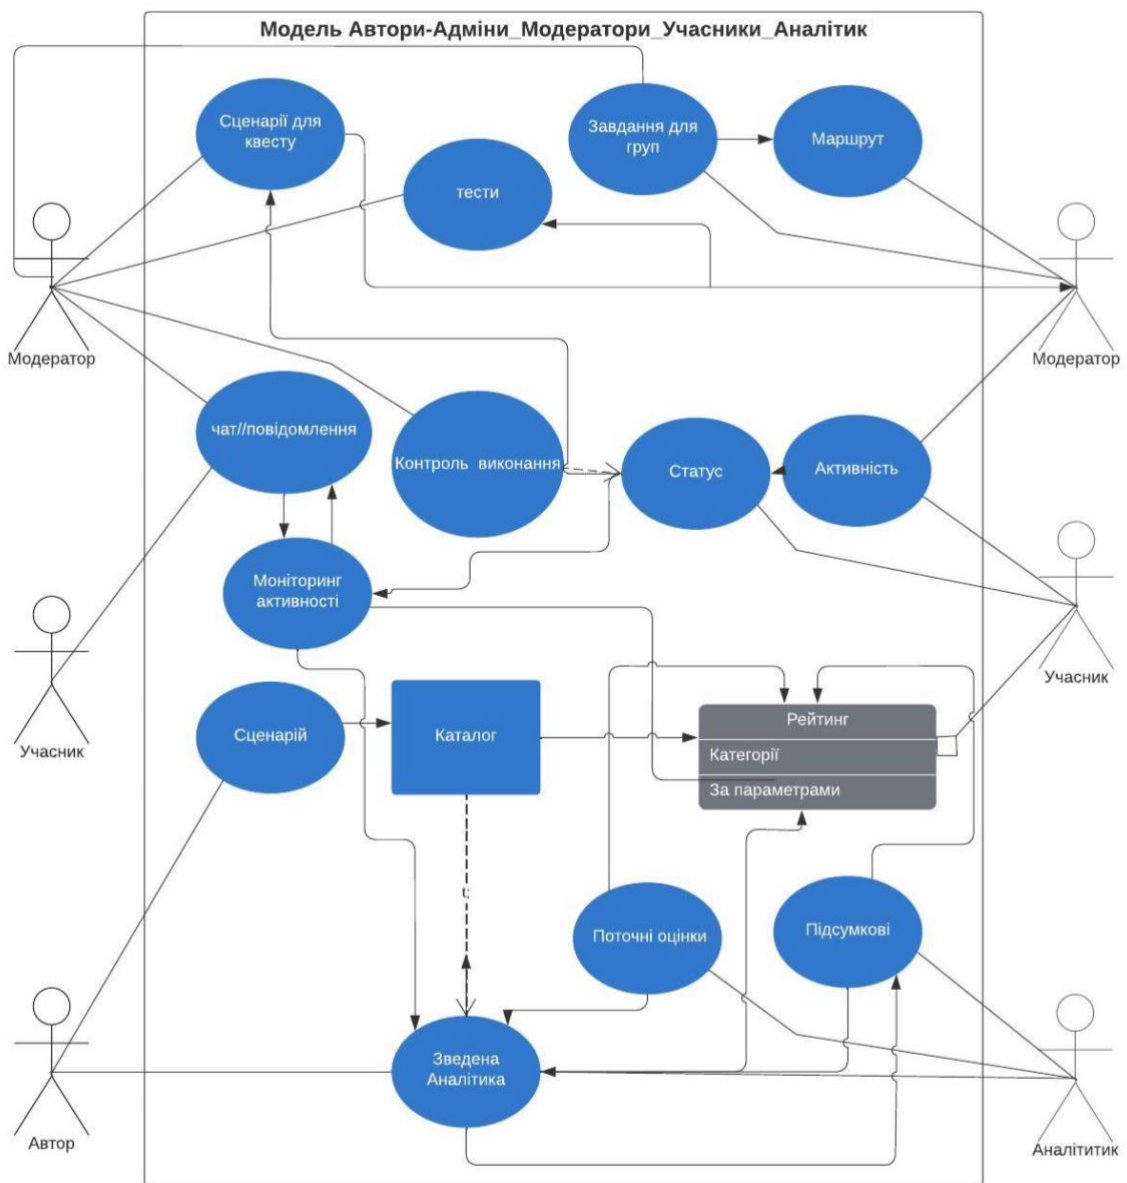 Модель Автори-Адміни_Модератори_Учасники_Аналітик
Сценарії для
квесту
Завдання для
груп
Маршрут
тести
Модератор
Модератор
чат//повідомлення
Контроль виконання
Статус
Активність
Моніторинг
активності
Учасник
Учасник
Сценарій
Каталог
Рейтинг
Категорії
За параметрами
Поточні оцінки
Підсумкові
Зведена
Аналітика
Автор
Аналітитик